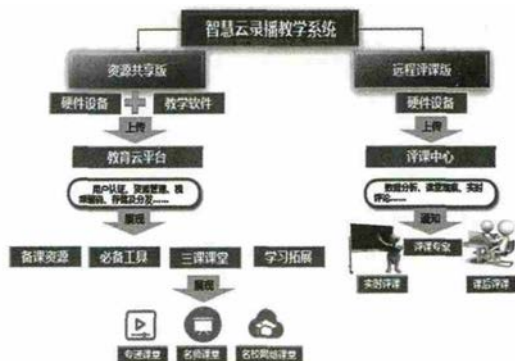 智慧云录播教学系统
资源共享版
远程评课版
硬件设备
教学软件
硬件设备
上传
上传
教育云平台
评课中心
用户认证、资源管理、视
频编码、存储及分发……
数据分析、课堂观察、实时
评论……
展现
通知
备课资源
必备工具
三课课堂
学习拓展
评课专家
实时评课
课后评课
展现
专递课堂
名师课堂
名校网络课堂